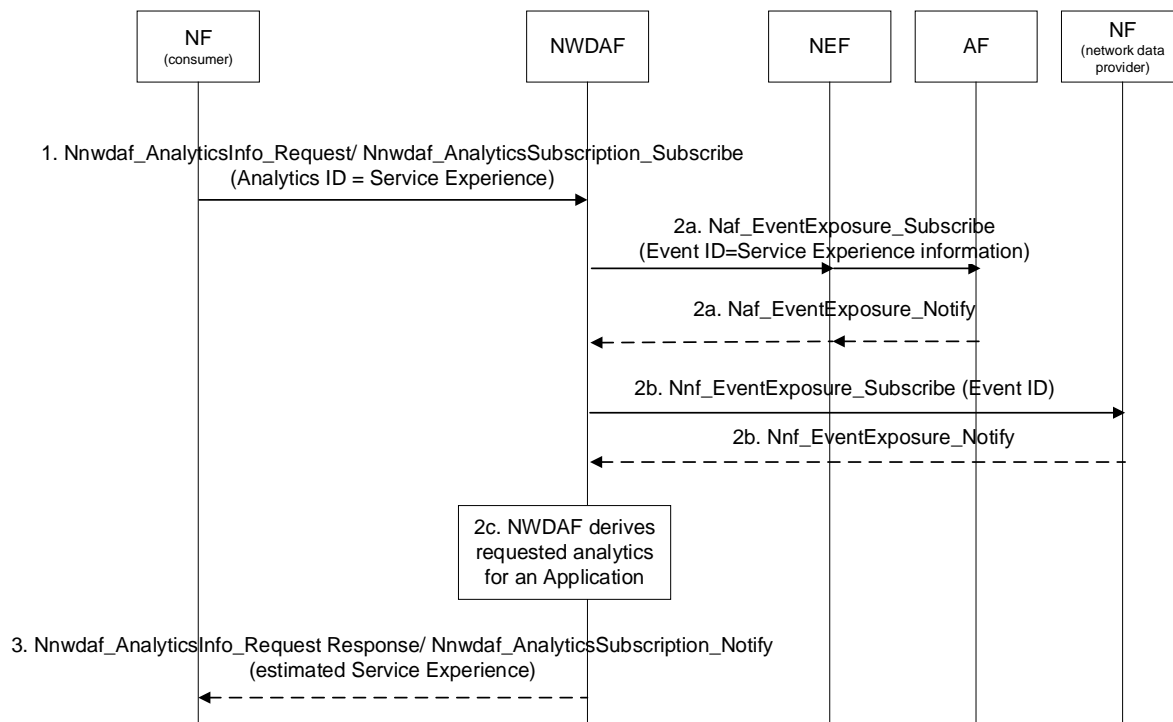 NF
(consumer)
NWDAF
NEF
AF
NF
(network data
provider)
1. Nnwdaf_AnalyticsInfo_Request/ Nnwdaf_AnalyticsSubscription_Subscribe
(Analytics ID = Service Experience)
2a. Naf_EventExposure_Subscribe
(Event ID=Service Experience information)
2a. Naf_EventExposure_Notify
2b. Nnf_EventExposure_Subscribe (Event ID)
2b. Nnf_EventExposure_Notify
2c. NWDAF derives
requested analytics
for an Application
3. Nnwdaf_AnalyticsInfo_Request Response/ Nnwdaf_AnalyticsSubscription_Notify
(estimated Service Experience)